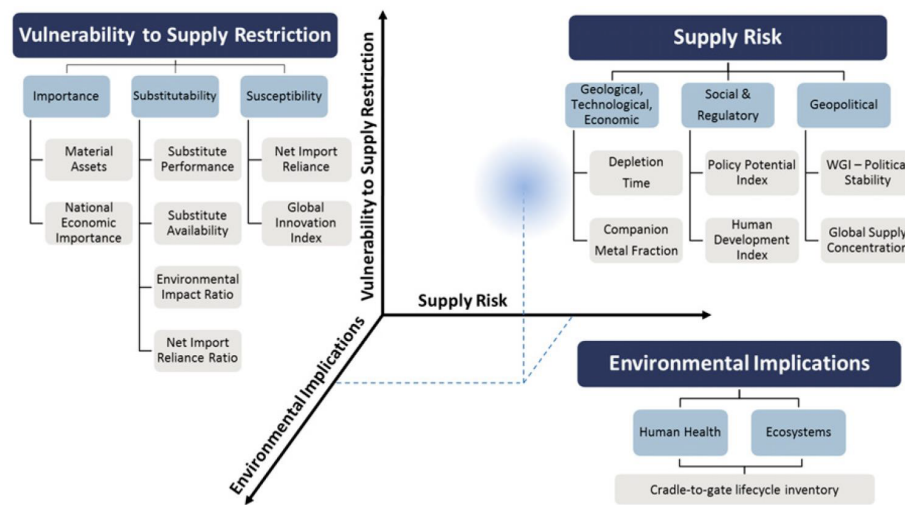 Vulnerability to Supply Restriction
Importance
Substitutability
Susceptibility
Material
Assets
National
Economic
Importance
Substitute
Performance
Substitute
Availability
Environmental
Impact Ratio
Net Import
Reliance Ratio
Net Import
Reliance
Global
Innovation
Index
Vulnerability to Supply Restriction
Supply Risk
Environmental Implications
Supply Risk
Geological,
Technological,
Economic
Social &
Regulatory
Geopolitical
Depletion
Time
Companion
Metal Fraction
Policy Potential
Index
Human
Development
Index
WGI – Political
Stability
Global Supply
Concentration
Environmental Implications
Human Health
Ecosystems
Cradle-to-gate lifecycle inventory